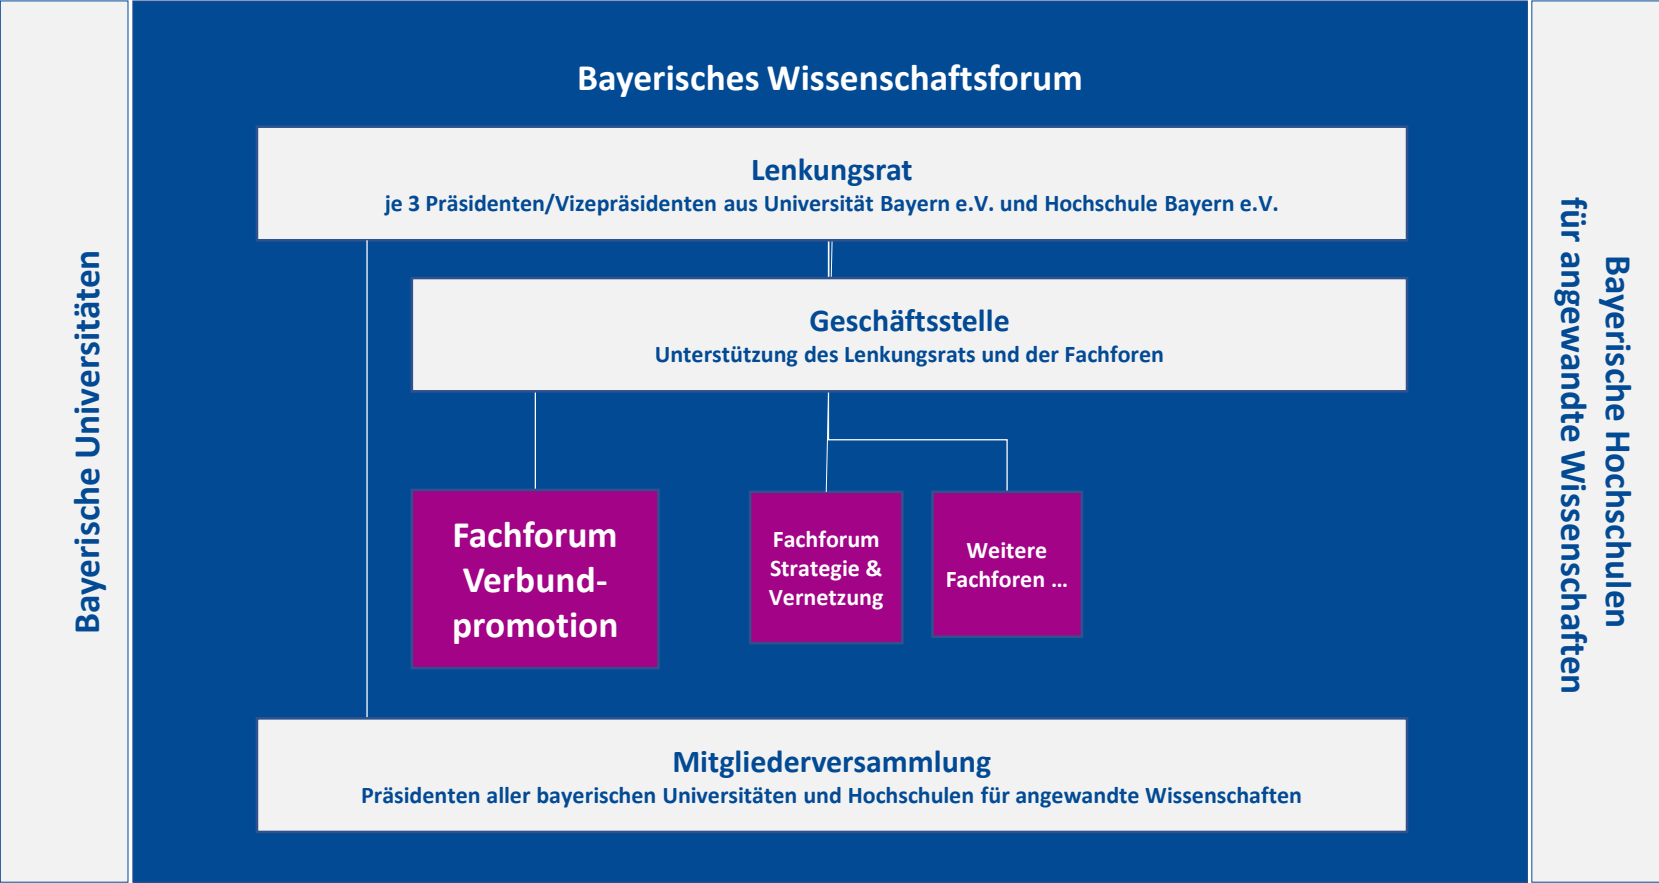 Bayerisches Wissenschaftsforum
Lenkungsrat
je 3 Präsidenten/Vizepräsidenten aus Universität Bayern e.V. und Hochschule Bayern e.V.
Geschäftsstelle
Unterstützung des Lenkungsrats und der Fachforen
Fachforum
Verbund-
promotion
Fachforum
Strategie &
Vernetzung
Weitere
Fachforen ...
Mitgliederversammlung
Präsidenten aller bayerischen Universitäten und Hochschulen für angewandte Wissenschaften
Bayerische Universitäten
Bayerische Hochschulen
für angewandte Wissenschaften